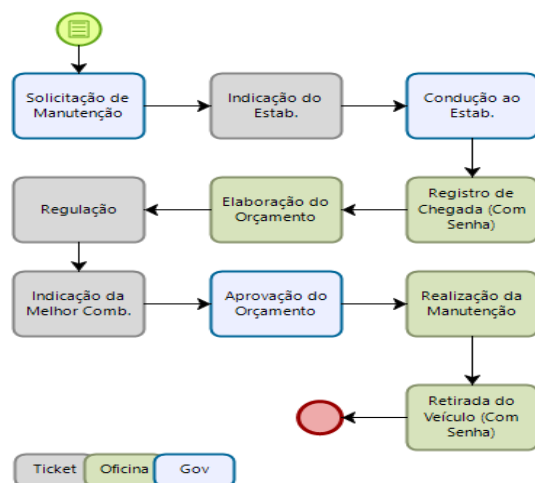 Solicitação de
Manutenção
Indicação do
Estab.
Condução ao
Estab.
Regulação
Elaboração do
Orçamento
Registro de
Chegada (Com
Senha)
Indicação da
Melhor Comb.
Aprovação do
Orçamento
Realização da
Manutenção
Retirada do
Veículo (Com
Senha)
Ticket
Oficina
Gov